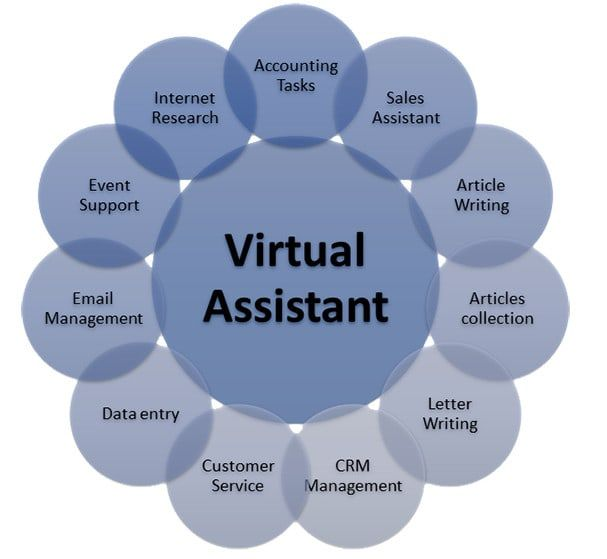 Virtual
Assistant
Accounting
Tasks
Sales
Assistant
Article
Writing
Articles
collection
Letter
Writing
CRM
Management
Customer
Service
Data entry
Email
Management
Event
Support
Internet
Research